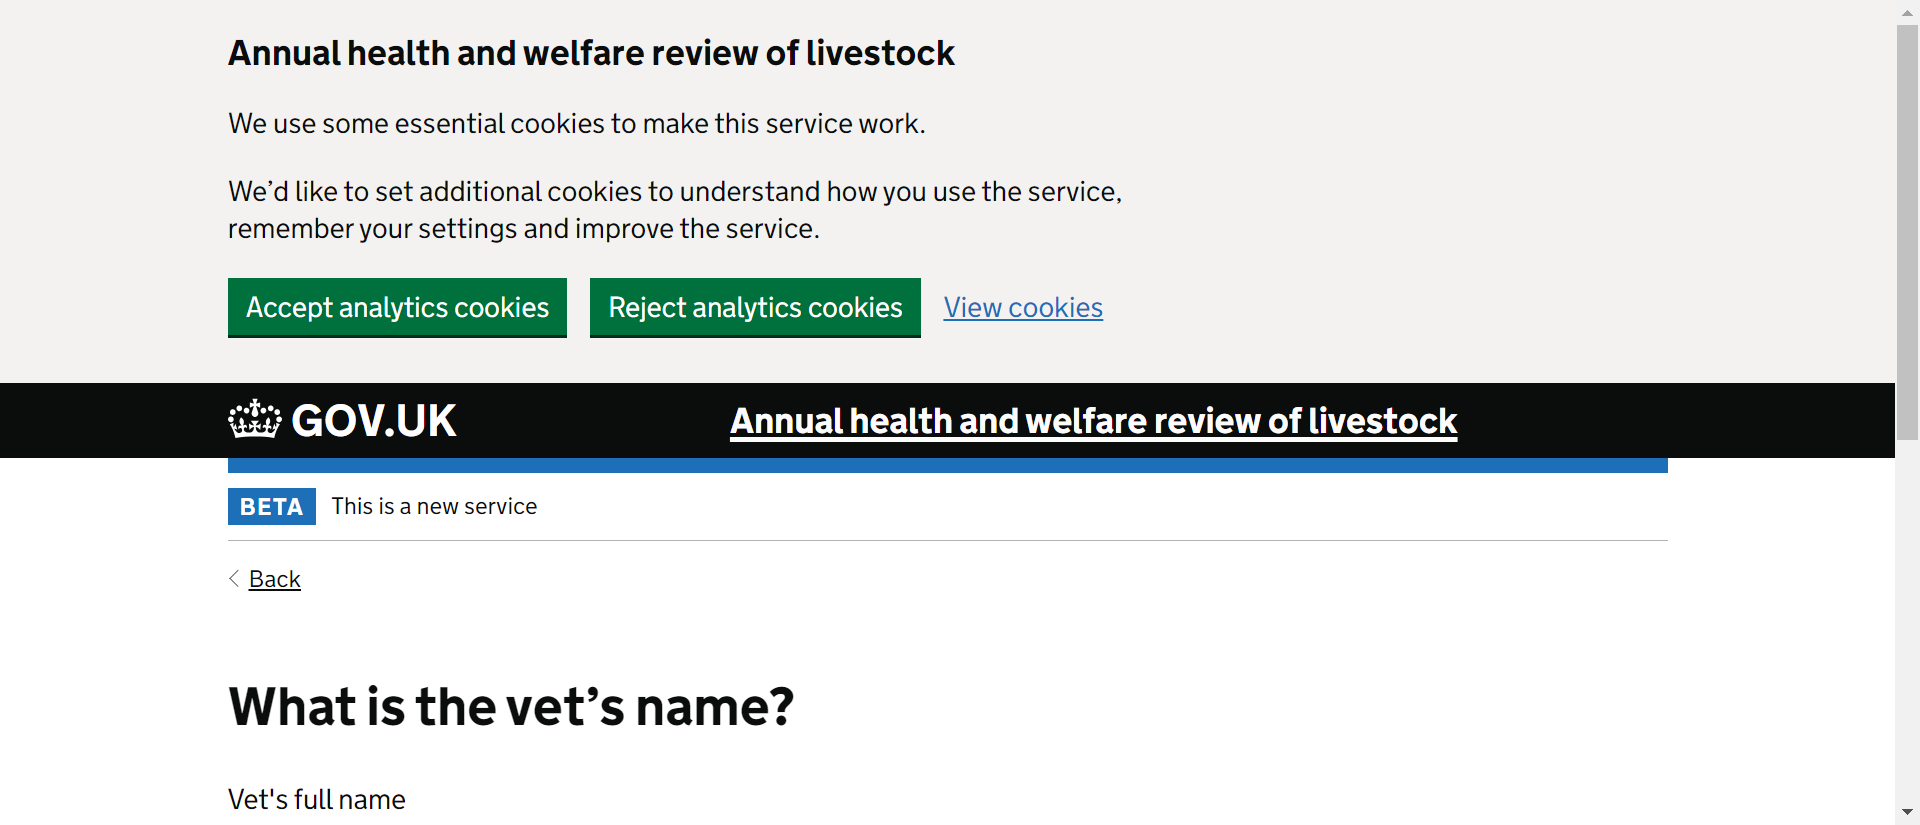 Annual health and welfare review of livestock
We use some essential cookies to make this service work.
We’d like to set additional cookies to understand how you use the service,
remember your settings and improve the service.
Accept analytics cookies
Reject analytics cookies
View cookies
GOV.UK
Annual health and welfare review of livestock
BETA
This is a new service
Back
What is the vet’s name?
Vet's full name